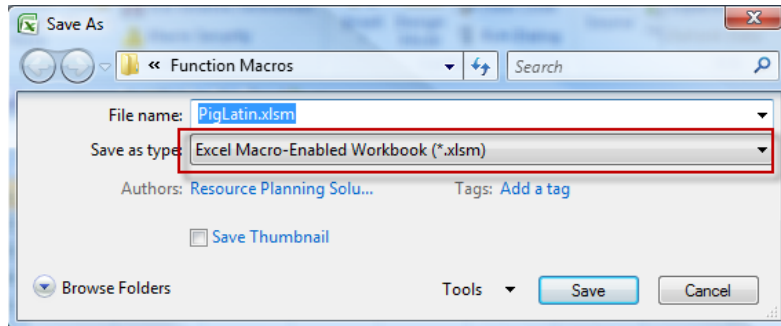 Save As
« Function Macros
Search
File name: PigLatin.xlsm
Save as type: Excel Macro-Enabled Workbook (*.xlsm)
Authors: Resource Planning Solu... Tags: Add a tag
Save Thumbnail
Browse Folders Tools Save Cancel